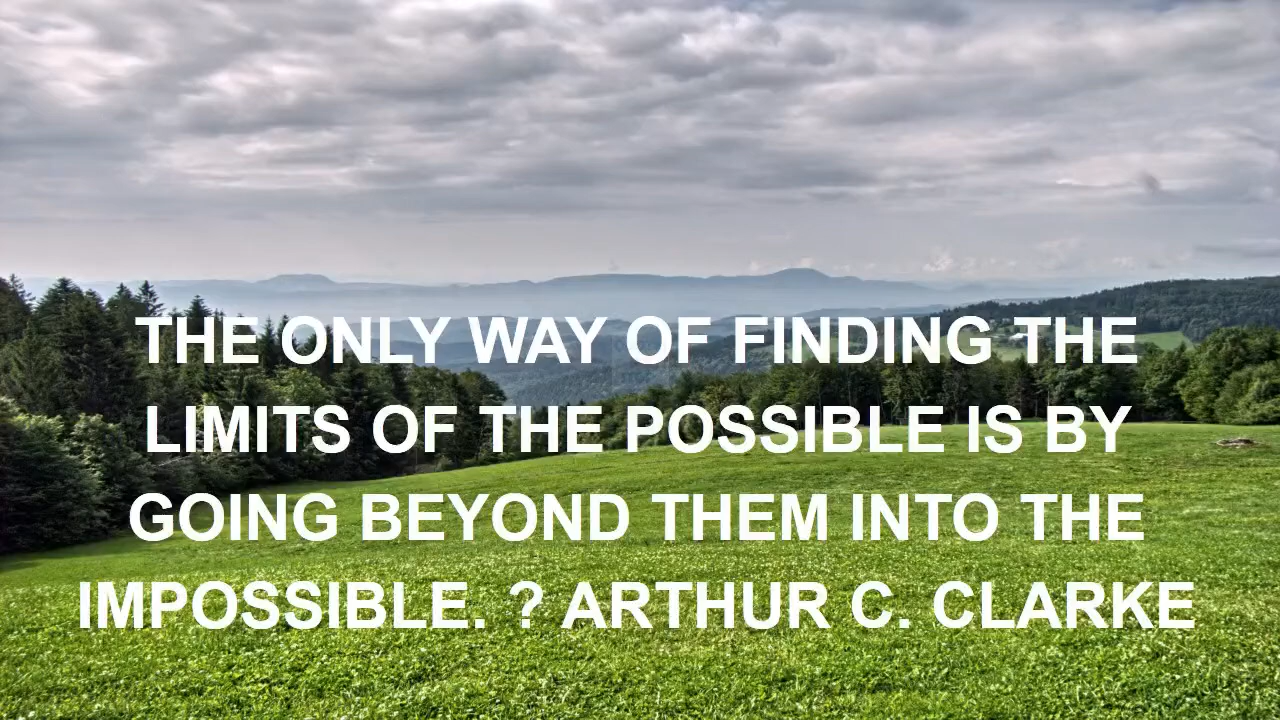 THE ONLY WAY OF FINDING THE
LIMITS OF THE POSSIBLE IS BY
GOING BEYOND THEM INTO THE
IMPOSSIBLE. ? ARTHUR C. CLARKE